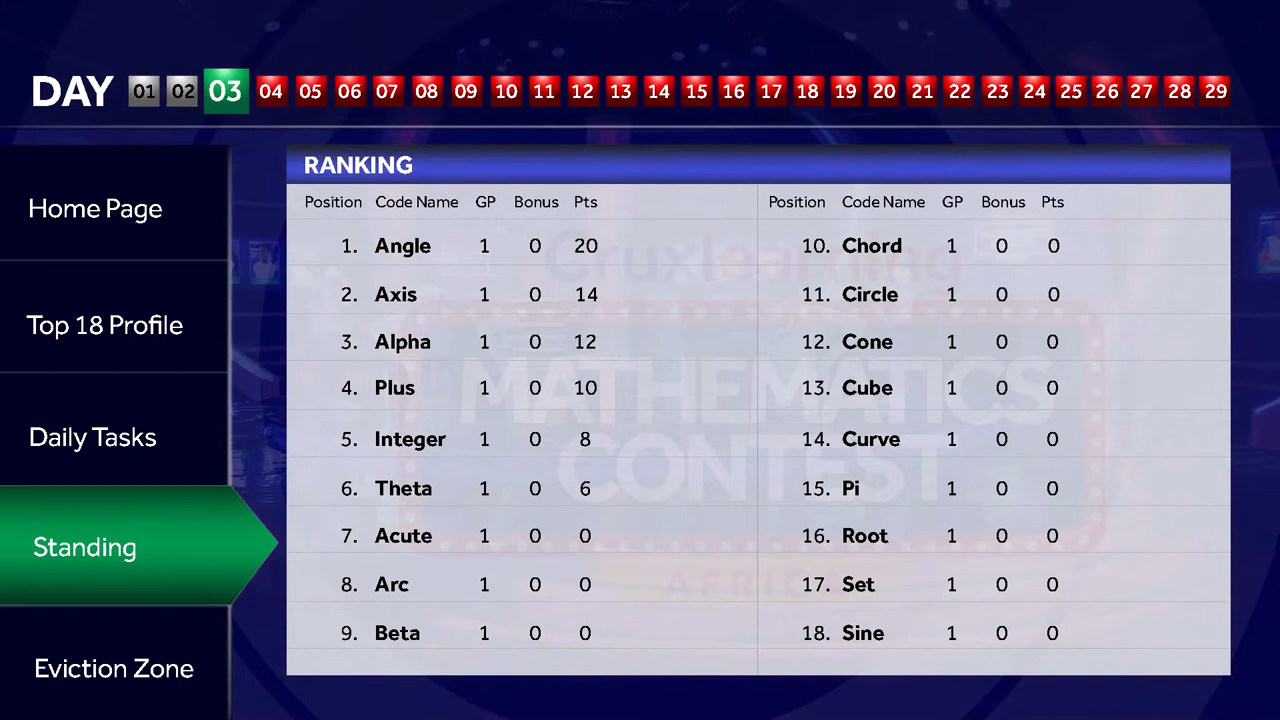 DAY 01 02 03 04 05 06 07 08 09 10 11 12 13 14 15 16 17 18 19 20 21 22 23 24 25 26 27 28 29
Home Page
Top 18 Profile
Daily Tasks
Standing
Eviction Zone
RANKING
Position Code Name GP Bonus Pts
1. Angle 1 0 20
2. Axis 1 0 14
3. Alpha 1 0 12
4. Plus 1 0 10
5. Integer 1 0 8
6. Theta 1 0 6
7. Acute 1 0 0
8. Arc 1 0 0
9. Beta 1 0 0
Position Code Name GP Bonus Pts
10. Chord 1 0 0
11. Circle 1 0 0
12. Cone 1 0 0
13. Cube 1 0 0
14. Curve 1 0 0
15. Pi 1 0 0
16. Root 1 0 0
17. Set 1 0 0
18. Sine 1 0 0
Cruxlearning
MATHEMATICS
CONTEST
AFRICA